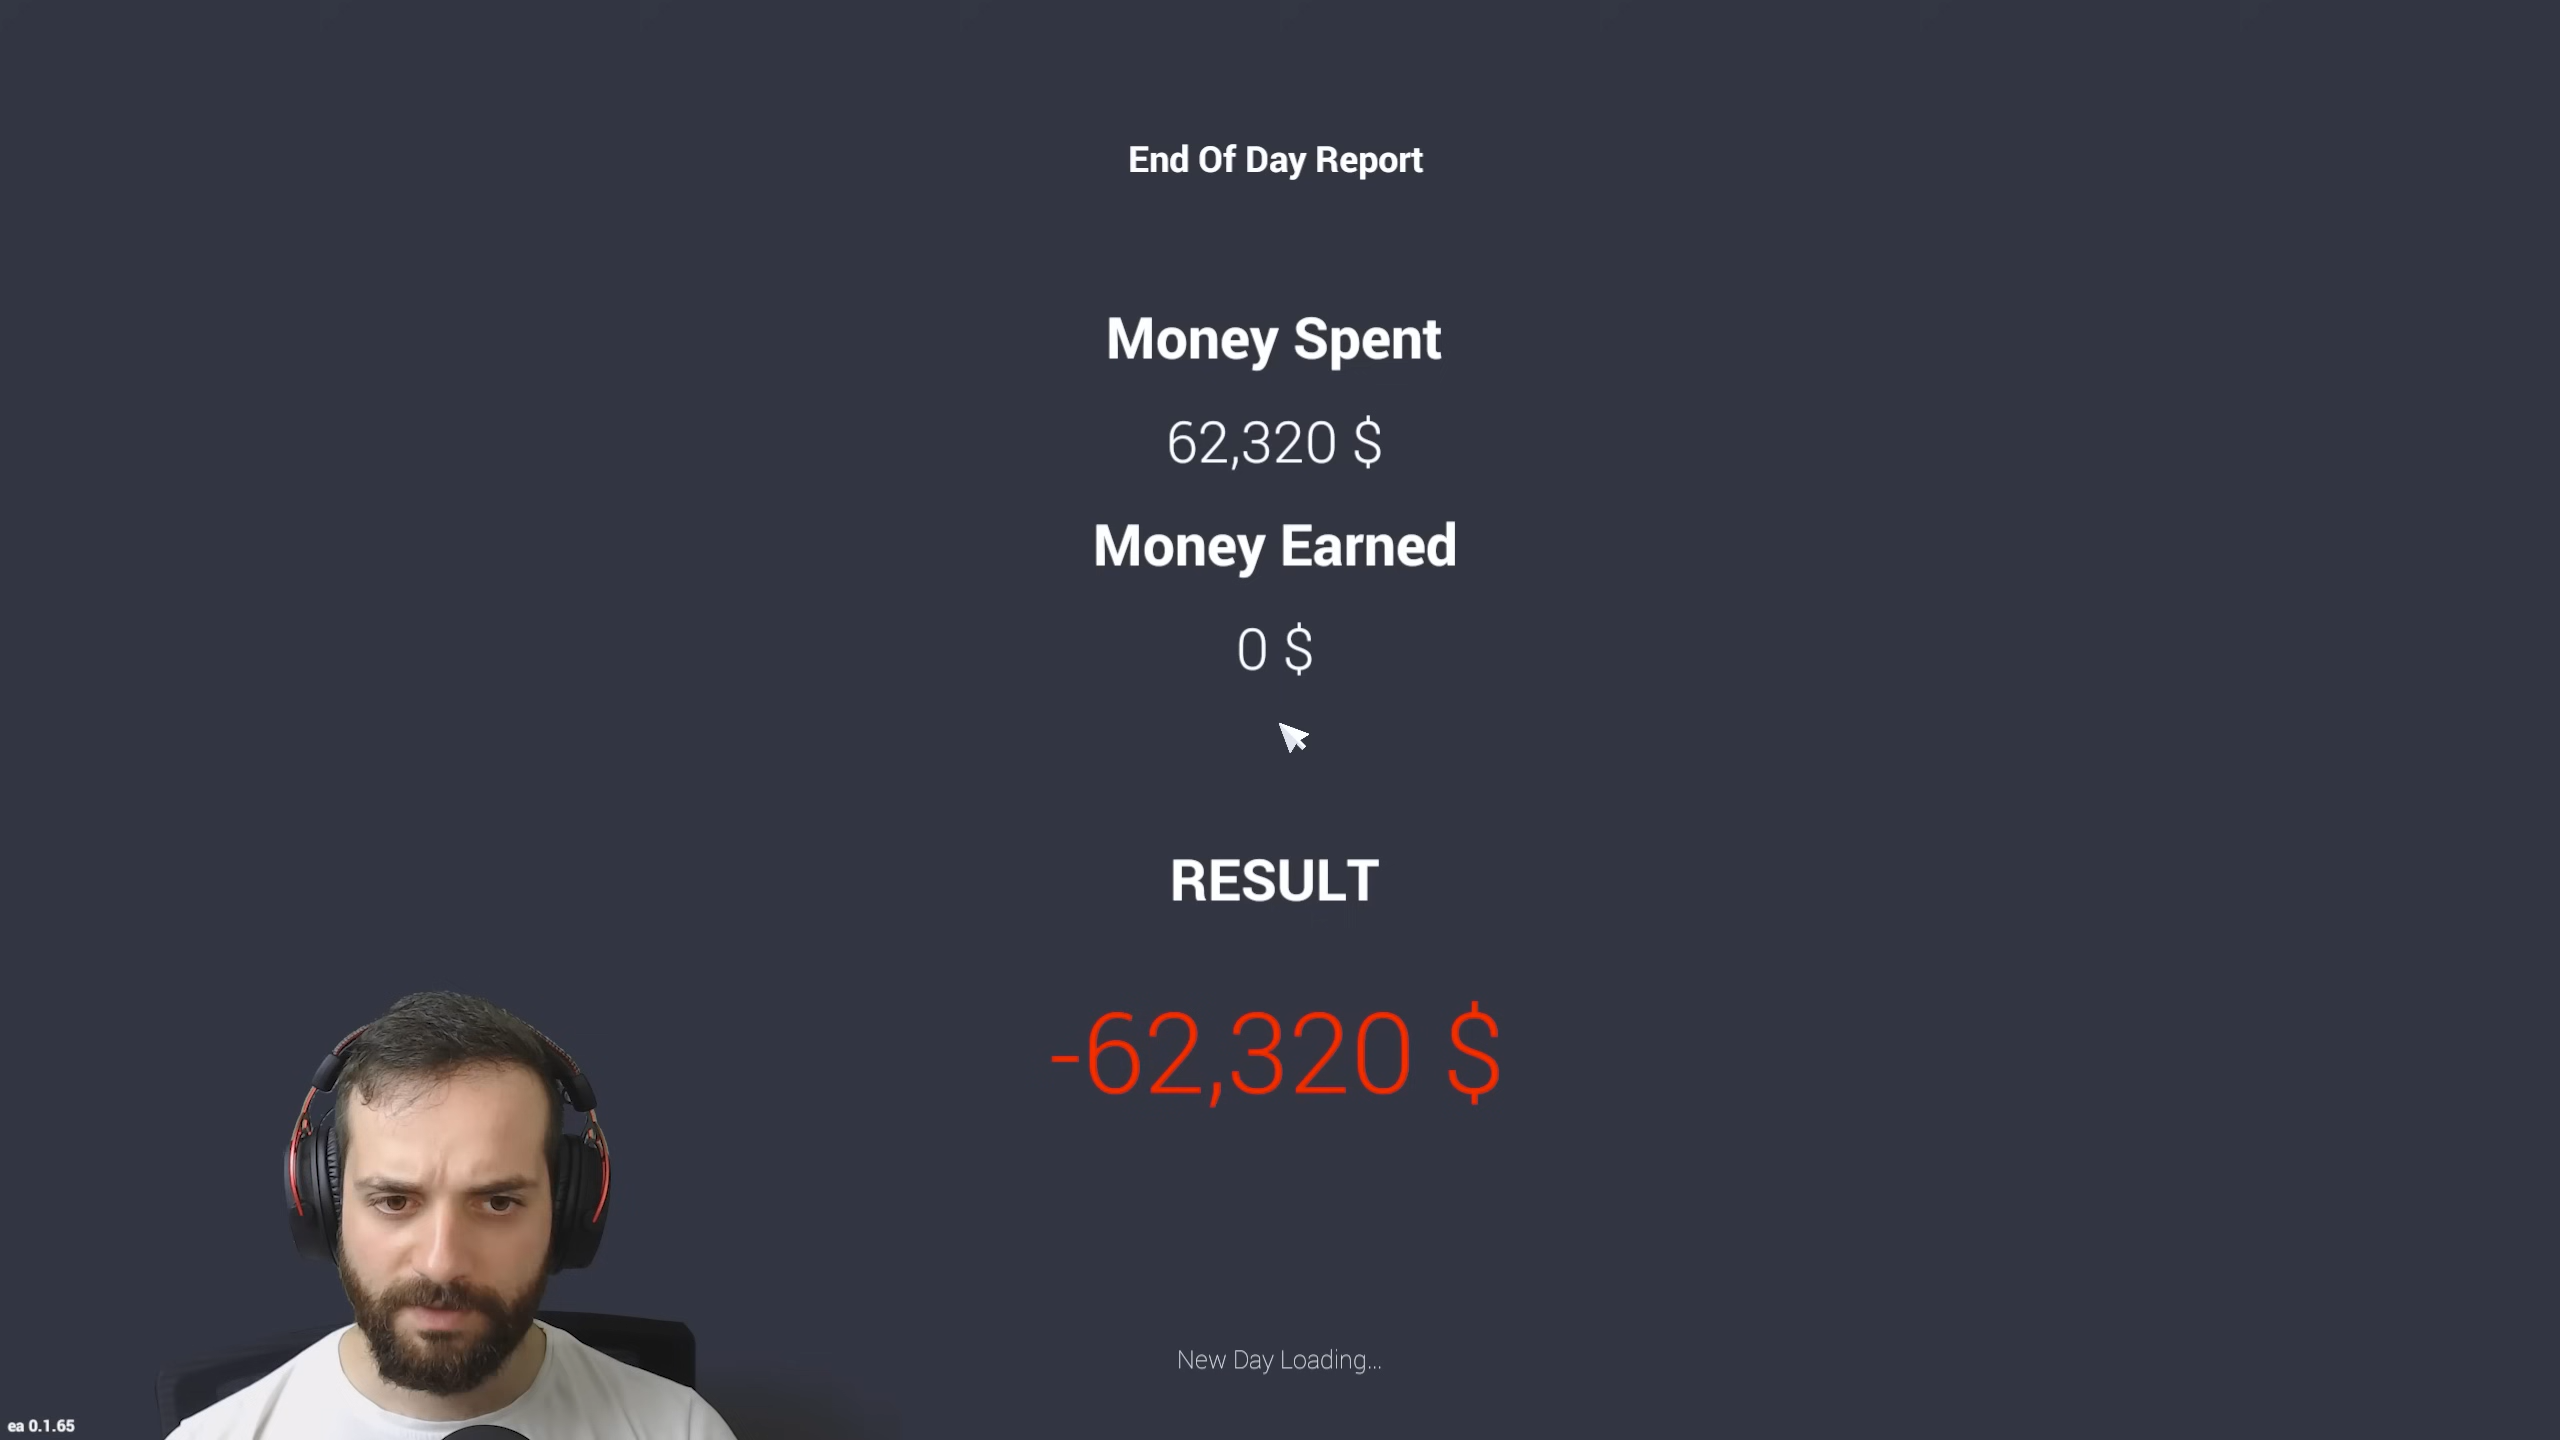 End Of Day Report
Money Spent
62,320 $
Money Earned
0 $
RESULT
-62,320 $
New Day Loading...
ea 0.1.65